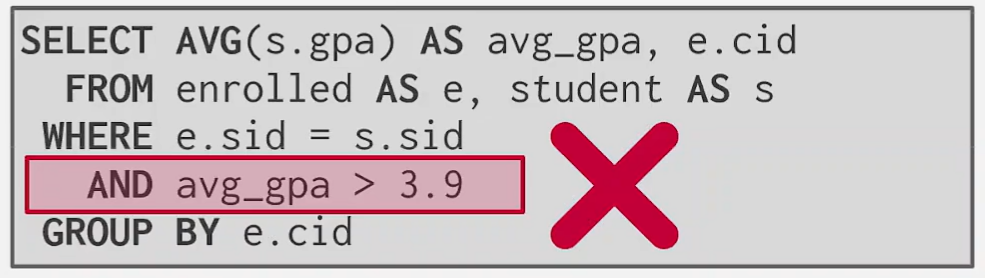 SELECT AVG(s.gpa) AS avg_gpa, e.cid
FROM enrolled AS e, student AS s
WHERE e.sid = s.sid
AND avg_gpa > 3.9
GROUP BY e.cid